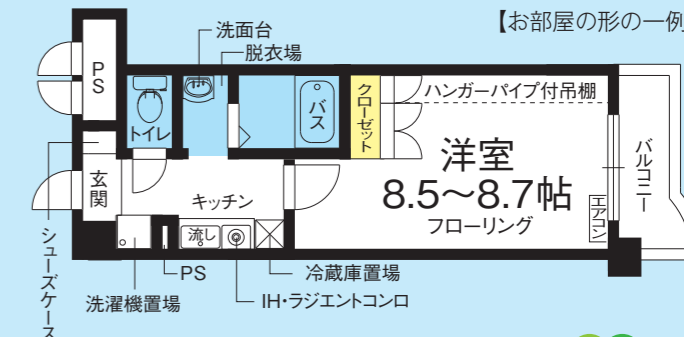 【お部屋の形の一例
洗面台
脱衣場
PS
トイレ
バス
クローゼット
ハンガーパイプ付吊棚
洋室
8.5〜8.7帖
フローリング
エアコン
バルコニー
玄関
キッチン
流し
シューズケース
洗濯機置場
PS
冷蔵庫置場
IH・ラジエントコンロ